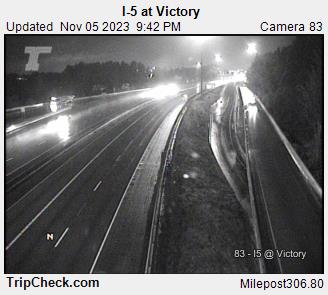 I-5 at Victory
Updated Nov 05 2023 9:42 PM Camera 83
T
N
83 - I5 @ Victory
TripCheck.com Milepost306.80